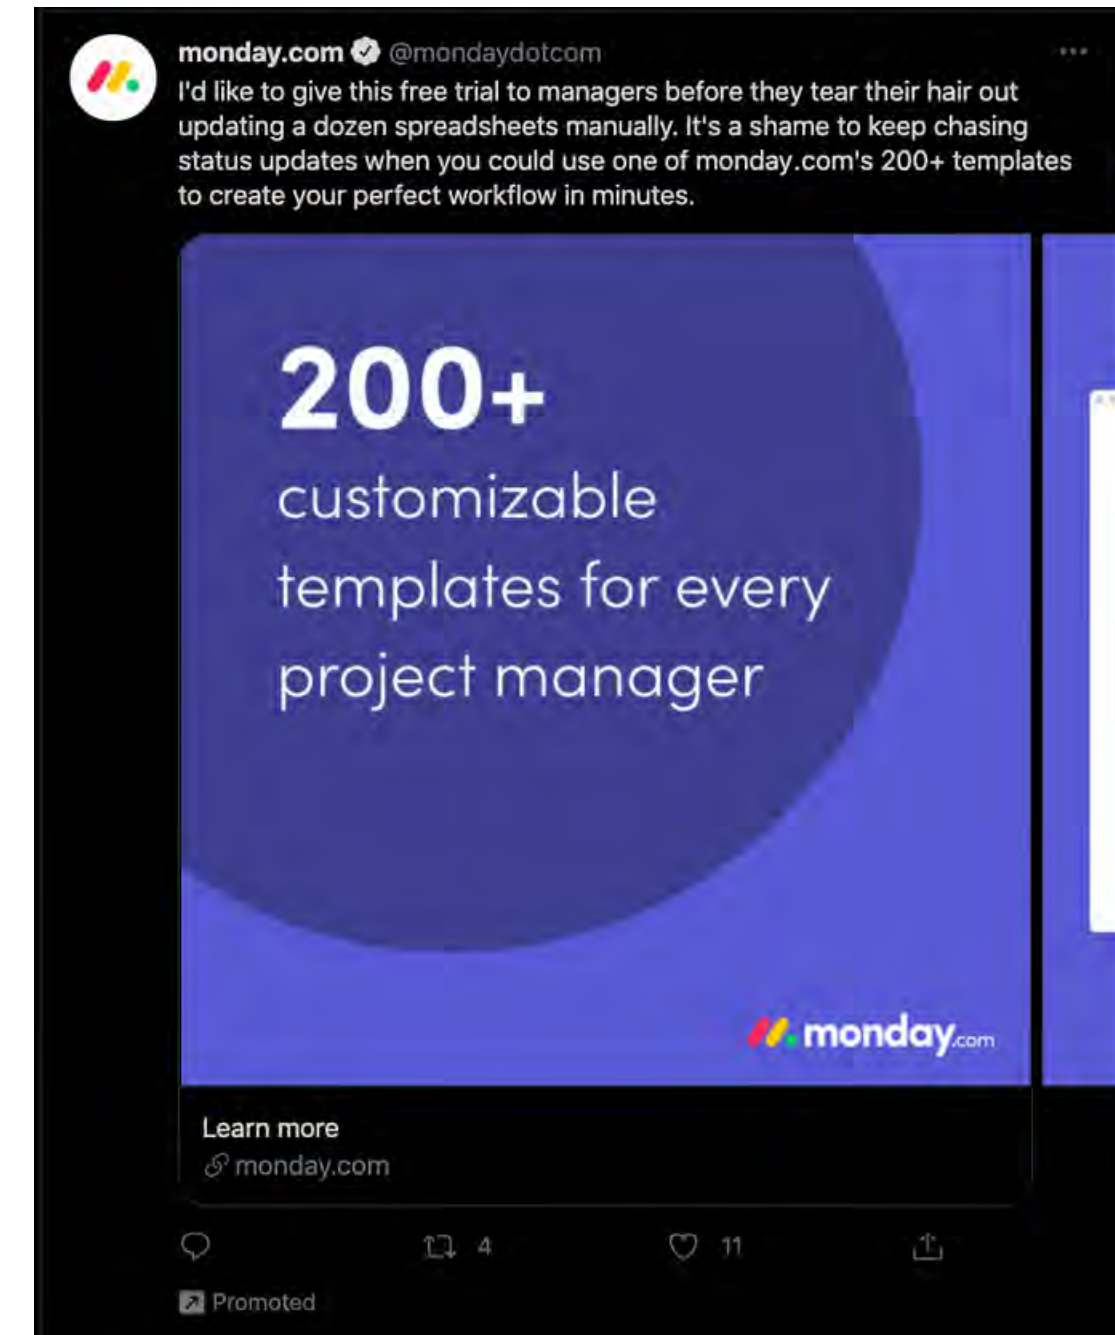 monday.com @mondaydotcom
I'd like to give this free trial to managers before they tear their hair out
updating a dozen spreadsheets manually. It's a shame to keep chasing
status updates when you could use one of monday.com's 200+ templates
to create your perfect workflow in minutes.
200+
customizable
templates for every
project manager
monday.com
Learn more
monday.com
4 11
Promoted